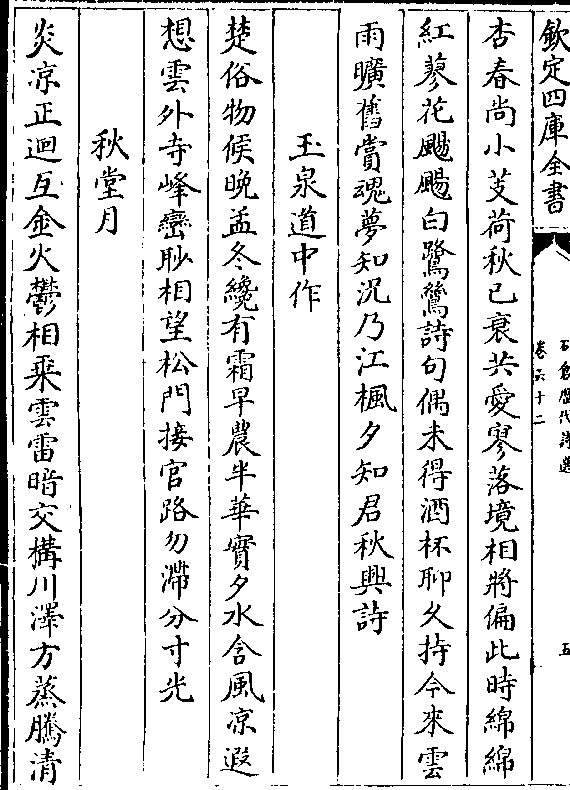 欽定四庫全書
石倉歷代詩選
卷六十二
五
杏春尚小芰荷秋已衰共愛寥落境相將偏此時綿綿
紅蓼花颺颺白鷺鷥詩句偶未得酒杯聊久持今來雲
雨曠舊賞魂夢知況乃江楓夕知君秋興詩
玉泉道中作
楚俗物候晚孟冬纔有霜早農半華實夕水含風涼遐
想雲外寺峰巒眇相望松門接官路勿滯分寸光
秋堂月
炎涼正迴互金火鬱相乘雲雷暗交構川澤方蒸騰清